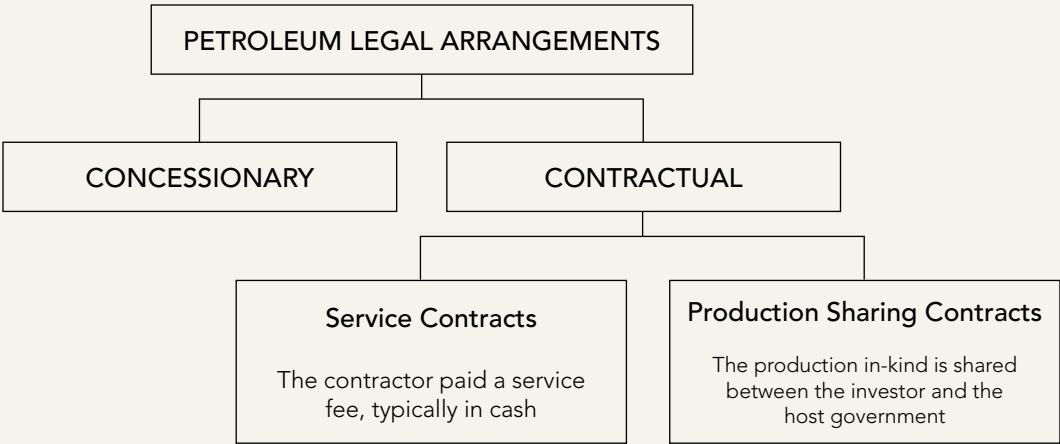 PETROLEUM LEGAL ARRANGEMENTS
CONCESSIONARY
CONTRACTUAL
Service Contracts
The contractor paid a service
fee, typically in cash
Production Sharing Contracts
The production in-kind is shared
between the investor and the
host government